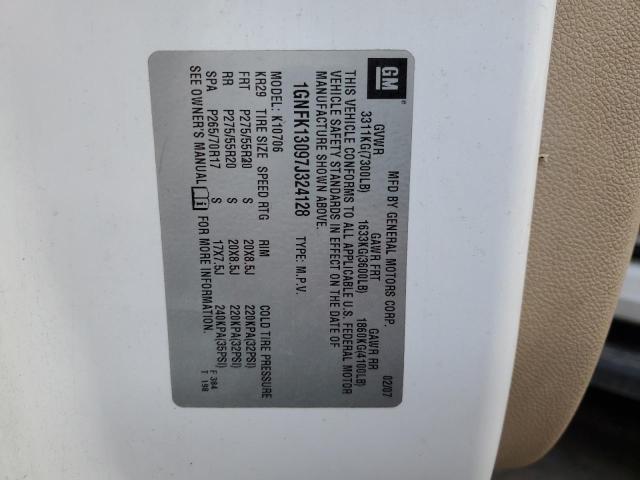 GM
MFD BY GENERAL MOTORS CORP. 02/07
GVWR GAWR FRT GAWR RR
3311KG(7300LB) 1633KG(3600LB) 1860KG(4100LB)
THIS VEHICLE CONFORMS TO ALL APPLICABLE U.S. FEDERAL MOTOR
VEHICLE SAFETY STANDARDS IN EFFECT ON THE DATE OF
MANUFACTURE SHOWN ABOVE.
1GNFK13097J324128 TYPE: M.P.V.
MODEL: K10706
KR29 TIRE SIZE SPEED RTG RIM COLD TIRE PRESSURE
FRT P275/55R20 S 20X8.5J 220KPA(32PSI)
RR P275/55R20 S 20X8.5J 220KPA(32PSI)
SPA P265/70R17 S 17X7.5J 240KPA(35PSI)
SEE OWNER'S MANUAL FOR MORE INFORMATION.
F 384
T 198